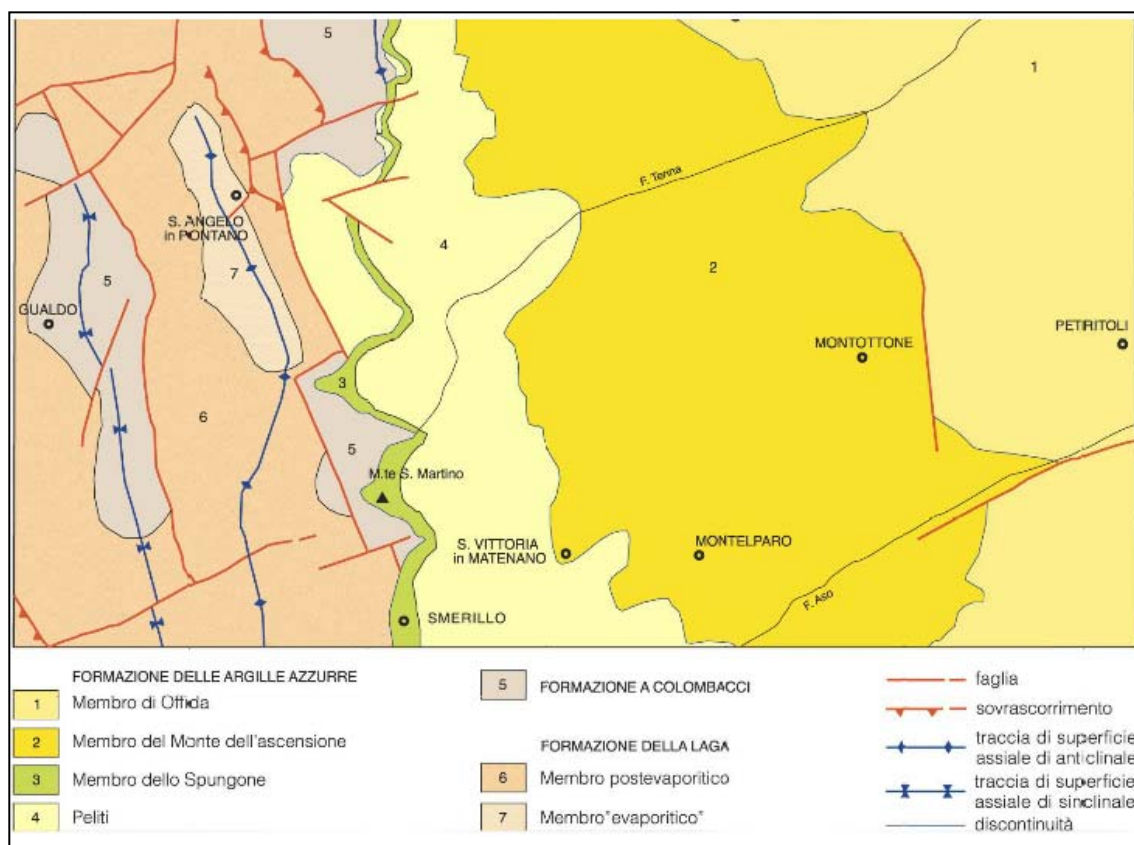 5
1
F. Tenna
S. ANGELO
in PONTANO
4
2
7
5
GUALDO
PETRITOLI
MONTOTTONE
3
6
5
M.te S. Martino
S. VITTORIA
in MATENANO
MONTELPARO
F. Aso
SMERILLO
FORMAZIONE DELLE ARGILLE AZZURRE
1 Membro di Offida
2 Membro del Monte dell'ascensione
3 Membro dello Spungone
4 Peliti
5 FORMAZIONE A COLOMBACCI
FORMAZIONE DELLA LAGA
6 Membro postevaporitico
7 Membro"evaporitico"
faglia
sovrascorrimento
traccia di superficie
assiale di anticlinale
traccia di superficie
assiale di sinclinale
discontinuità